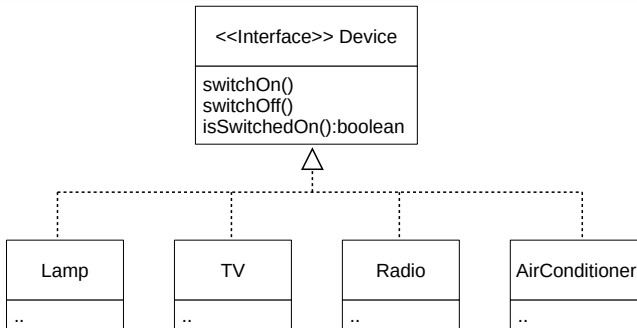 <<Interface>> Device
switchOn()
switchOff()
isSwitchedOn():boolean
Lamp
TV
Radio
AirConditioner
..
..
..
..